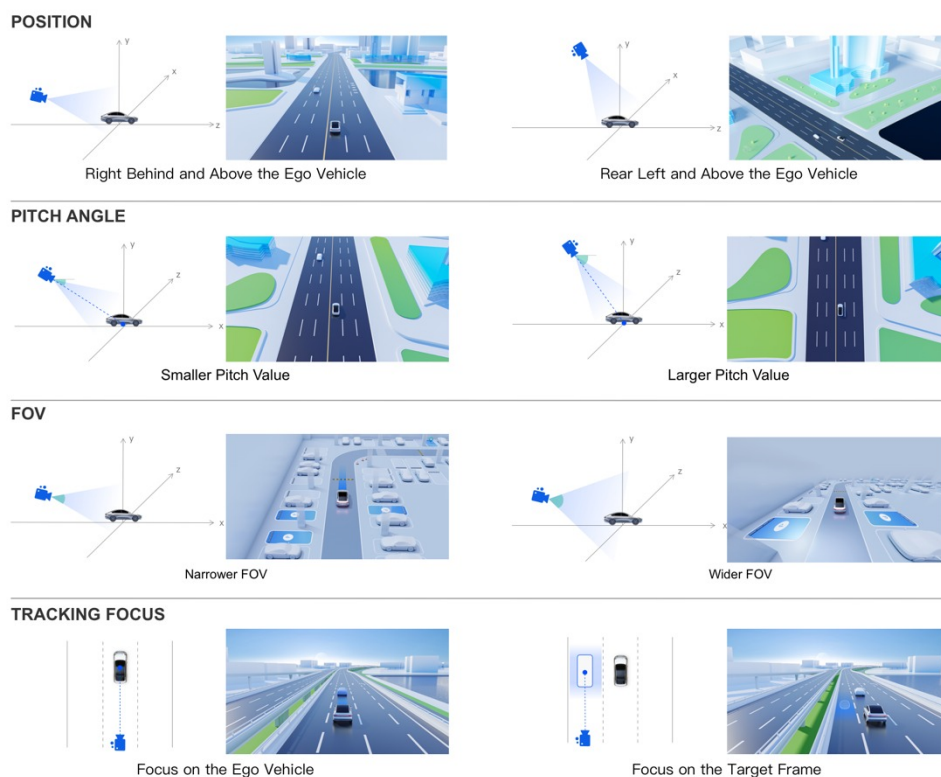 POSITION
y
x
z
Right Behind and Above the Ego Vehicle
y
x
z
Rear Left and Above the Ego Vehicle
PITCH ANGLE
y
z
x
Smaller Pitch Value
y
z
x
Larger Pitch Value
FOV
y
z
x
Narrower FOV
y
z
x
Wider FOV
TRACKING FOCUS
Focus on the Ego Vehicle
Focus on the Target Frame